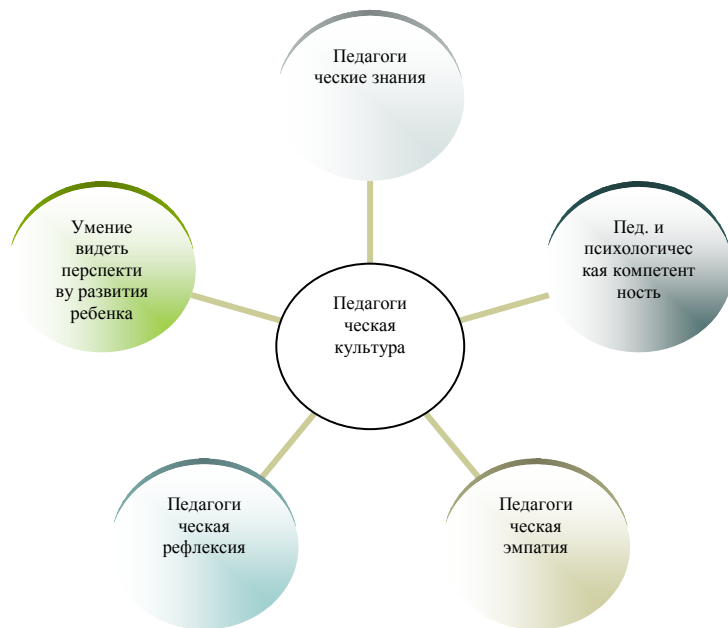 Педагоги
ческие знания
Умение
видеть
перспекти
ву развития
ребенка
Пед. и
психологичес
кая компетент
ность
Педагоги
ческая
культура
Педагоги
ческая
рефлексия
Педагоги
ческая
эмпатия